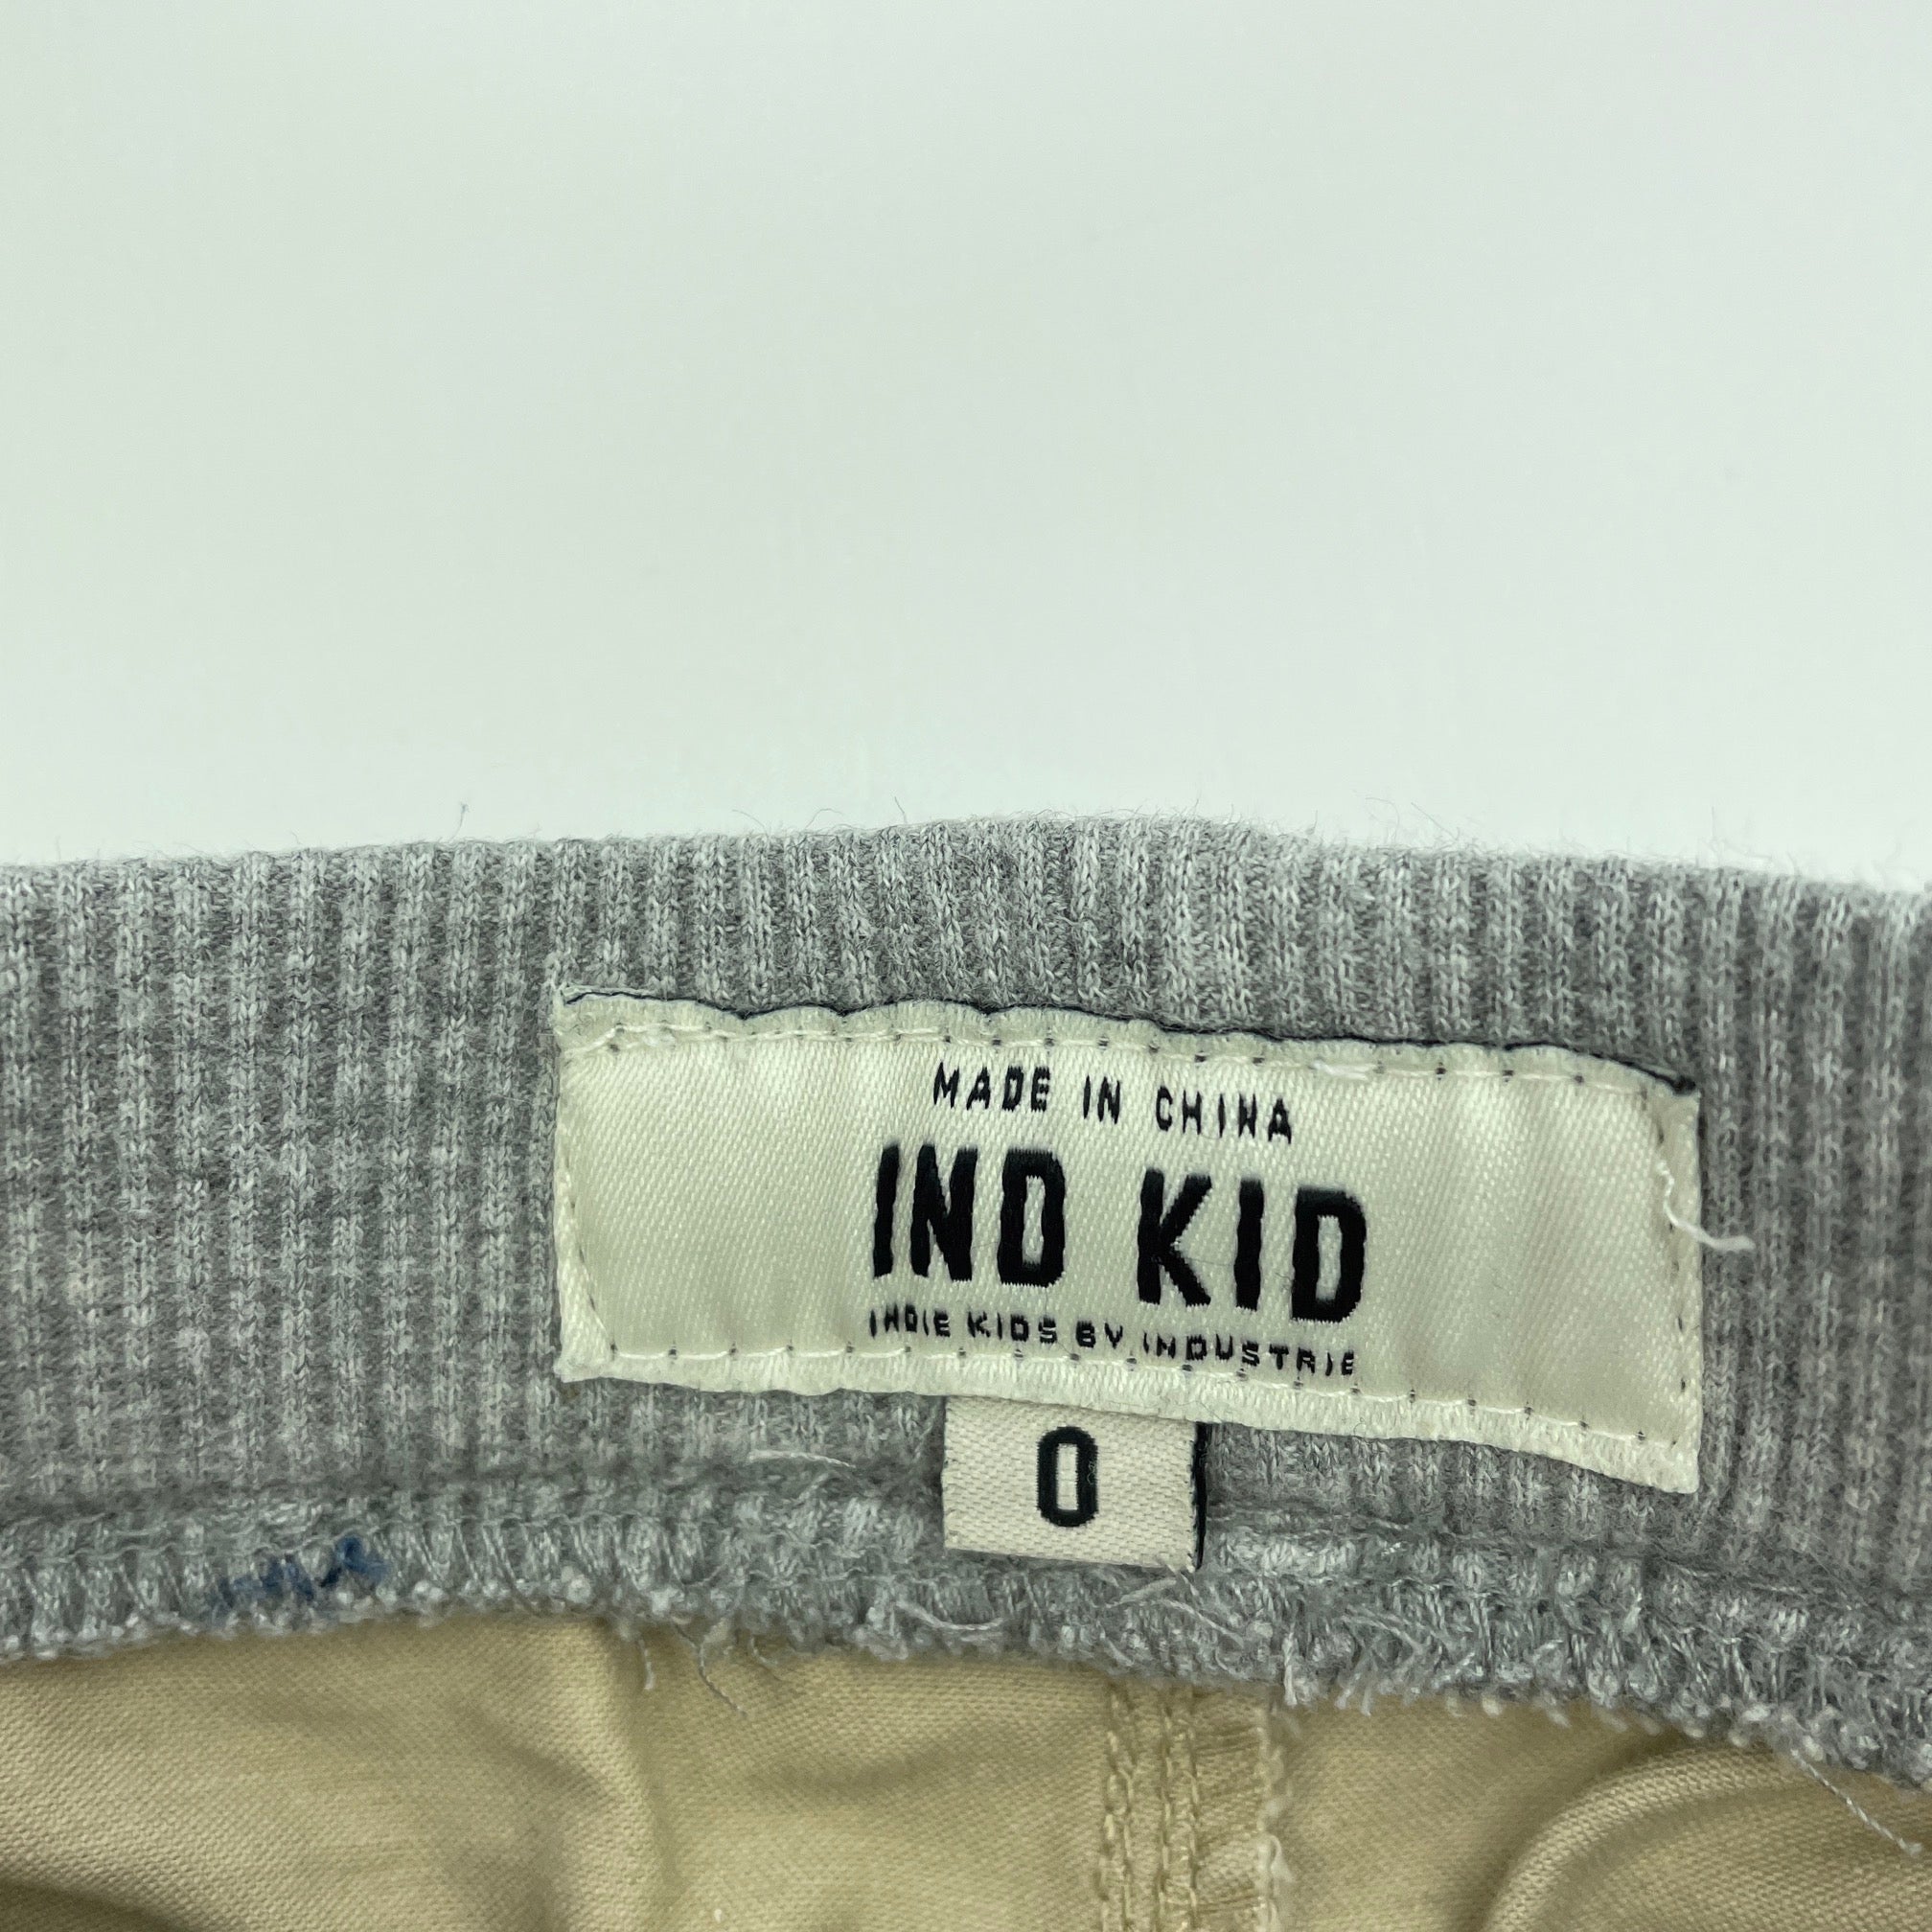 MADE IN CHINA
IND KID
INDIE KIDS BY INDUSTRIE
0